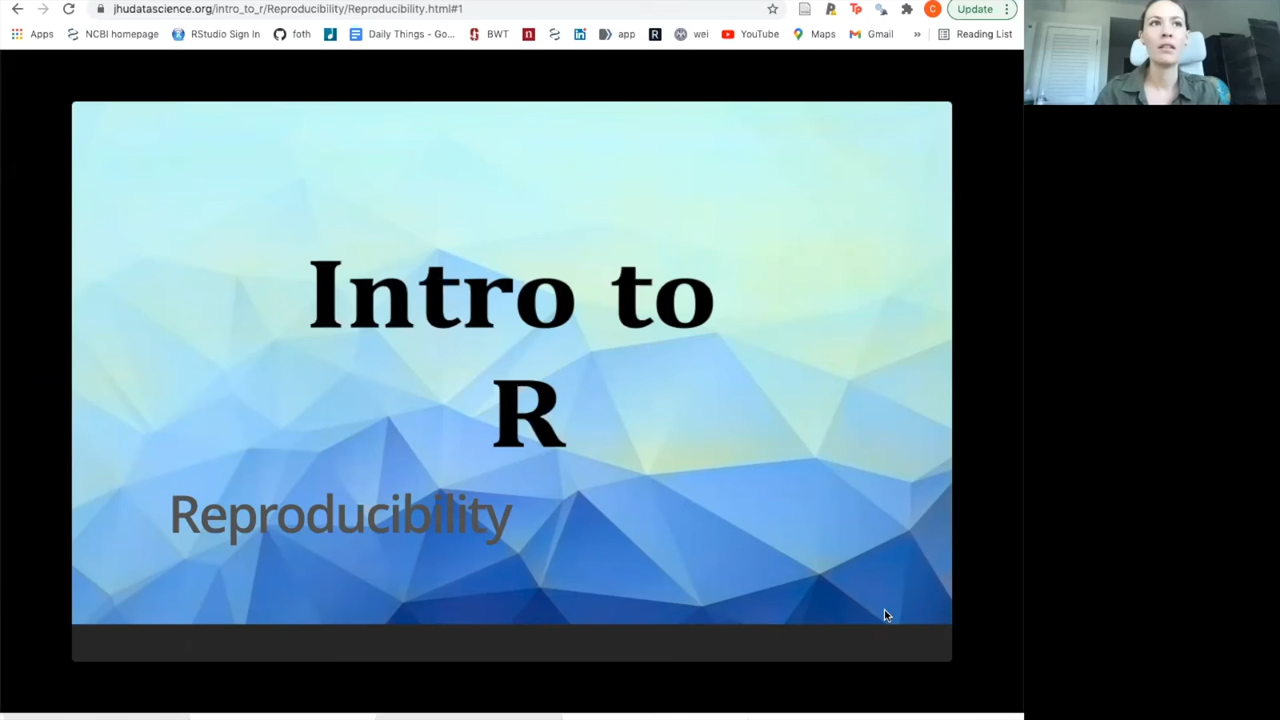 jhudatascience.org/intro_to_r/Reproducibility/Reproducibility.html#1
C
Update
Apps NCBI homepage RStudio Sign In foth Daily Things - Go... BWT n R wei app YouTube Maps Gmail » Reading List
Intro to
R
Reproducibility